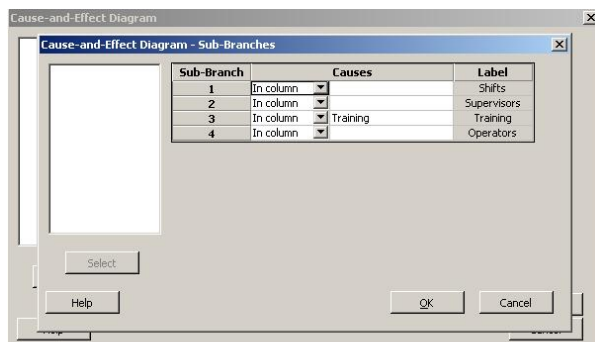 Cause-and-Effect Diagram
Cause-and-Effect Diagram - Sub-Branches
Sub-Branch Causes Label
1 In column Shifts
2 In column Supervisors
3 In column Training Training
4 In column Operators
Select
Help OK Cancel